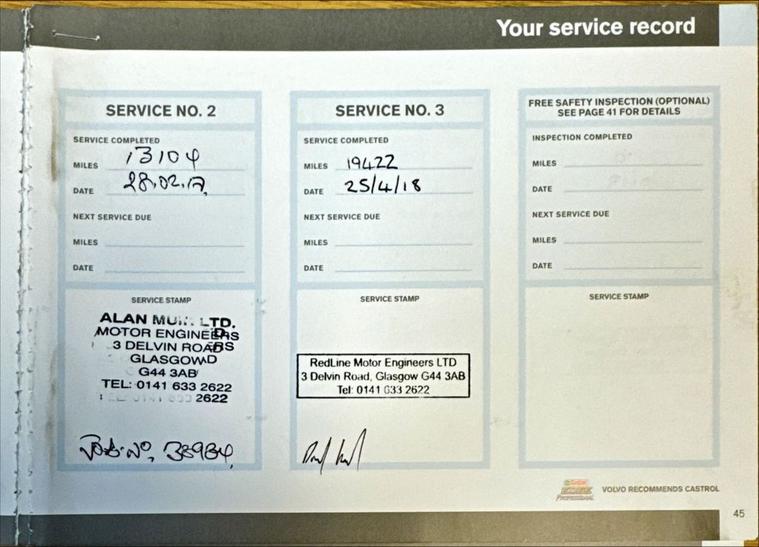 Your service record
SERVICE NO. 2
SERVICE COMPLETED
MILES 13104
DATE 28.02.17
NEXT SERVICE DUE
MILES
DATE
SERVICE STAMP
ALAN MUIR LTD.
MOTOR ENGINEERS
3 DELVIN ROAD
GLASGOW
G44 3AB
TEL: 0141 633 2622
2622
Job No. 38984
SERVICE NO. 3
SERVICE COMPLETED
MILES 19422
DATE 25/4/18
NEXT SERVICE DUE
MILES
DATE
SERVICE STAMP
RedLine Motor Engineers LTD
3 Delvin Road, Glasgow G44 3AB
Tel: 0141 633 2622
FREE SAFETY INSPECTION (OPTIONAL)
SEE PAGE 41 FOR DETAILS
INSPECTION COMPLETED
MILES
DATE
NEXT SERVICE DUE
MILES
DATE
SERVICE STAMP
VOLVO RECOMMENDS CASTROL
45